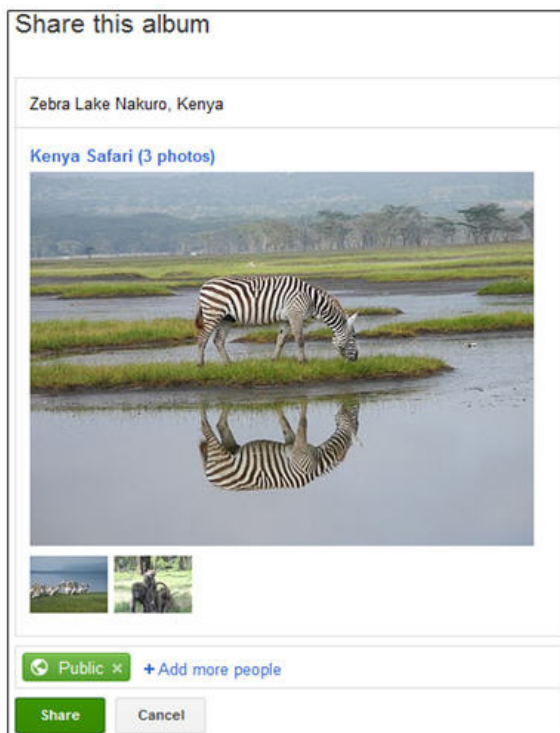 Share this album
Zebra Lake Nakuro, Kenya
Kenya Safari (3 photos)
Public ×
+ Add more people
Share
Cancel